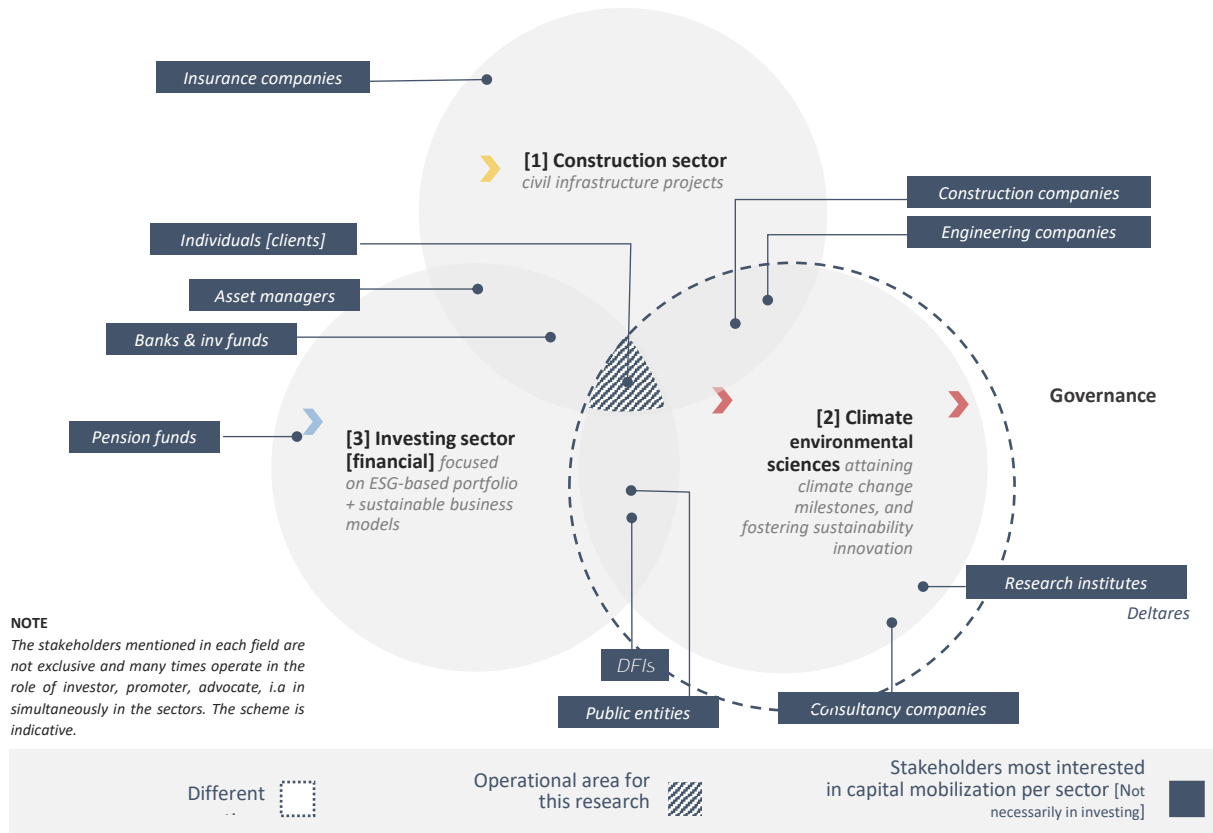 Insurance companies
[1] Construction sector
civil infrastructure projects
Construction companies
Engineering companies
Individuals [clients]
Asset managers
Banks & inv funds
Pension funds
[3] Investing sector
[financial] focused
on ESG-based portfolio
+ sustainable business
models
[2] Climate
environmental
sciences attaining
climate change
milestones, and
fostering sustainability
innovation
Governance
Research institutes
Deltares
DFIs
Public entities
Consultancy companies
NOTE
The stakeholders mentioned in each field are
not exclusive and many times operate in the
role of investor, promoter, advocate, i.a in
simultaneously in the sectors. The scheme is
indicative.
Different
Operational area for
this research
Stakeholders most interested
in capital mobilization per sector [Not
necessarily in investing]